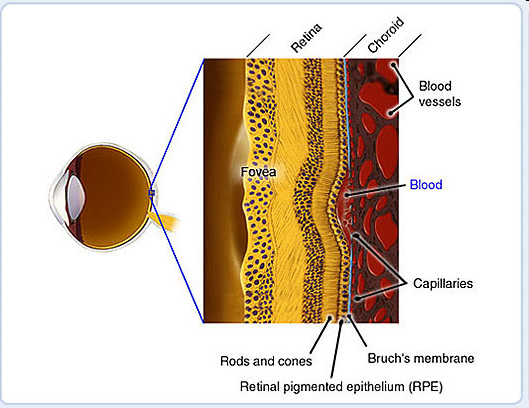 Retina
Choroid
Blood
vessels
Fovea
Blood
Capillaries
Rods and cones
Bruch's membrane
Retinal pigmented epithelium (RPE)